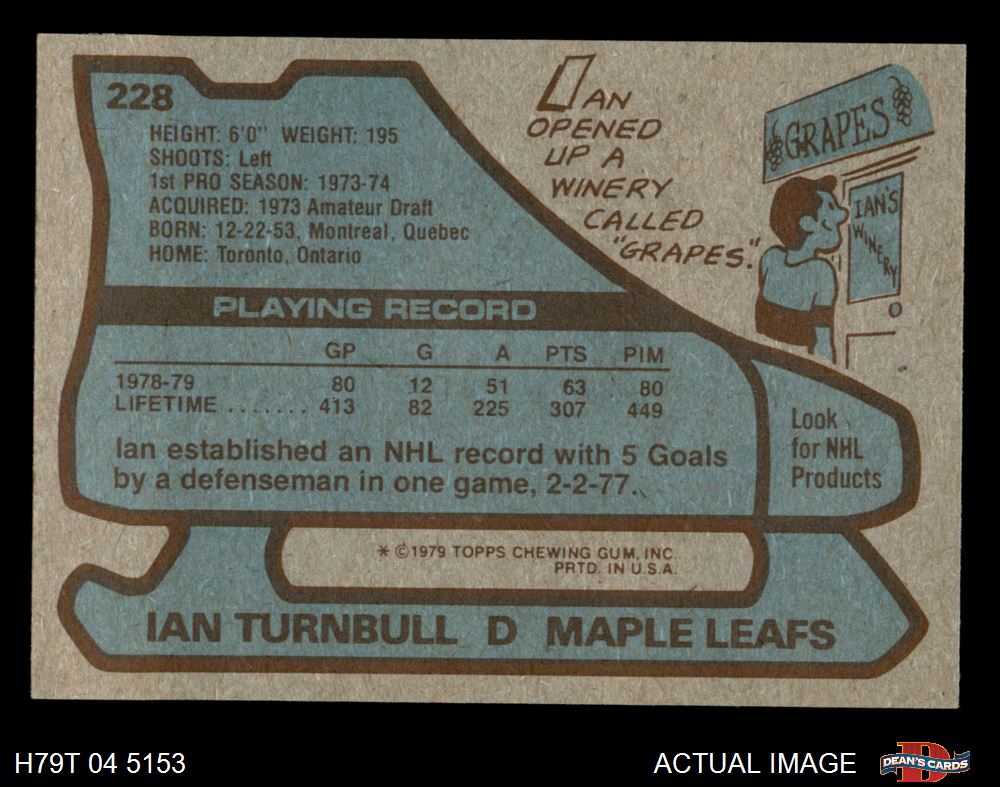 228
HEIGHT: 6'0" WEIGHT: 195
SHOOTS: Left
1st PRO SEASON: 1973-74
ACQUIRED: 1973 Amateur Draft
BORN: 12-22-53, Montreal, Quebec
HOME: Toronto, Ontario
IAN
OPENED
UP A
WINERY
CALLED
"GRAPES."
GRAPES
IAN'S
WINERY
PLAYING RECORD
GP G A PTS PIM
1978-79 80 12 51 63 80
LIFETIME ....... 413 82 225 307 449
Ian established an NHL record with 5 Goals
by a defenseman in one game, 2-2-77.
Look
for NHL
Products
* ©1979 TOPPS CHEWING GUM, INC.
PRTD. IN U.S.A.
IAN TURNBULL D MAPLE LEAFS
H79T 04 5153 ACTUAL IMAGE
D
DEAN'S CARDS